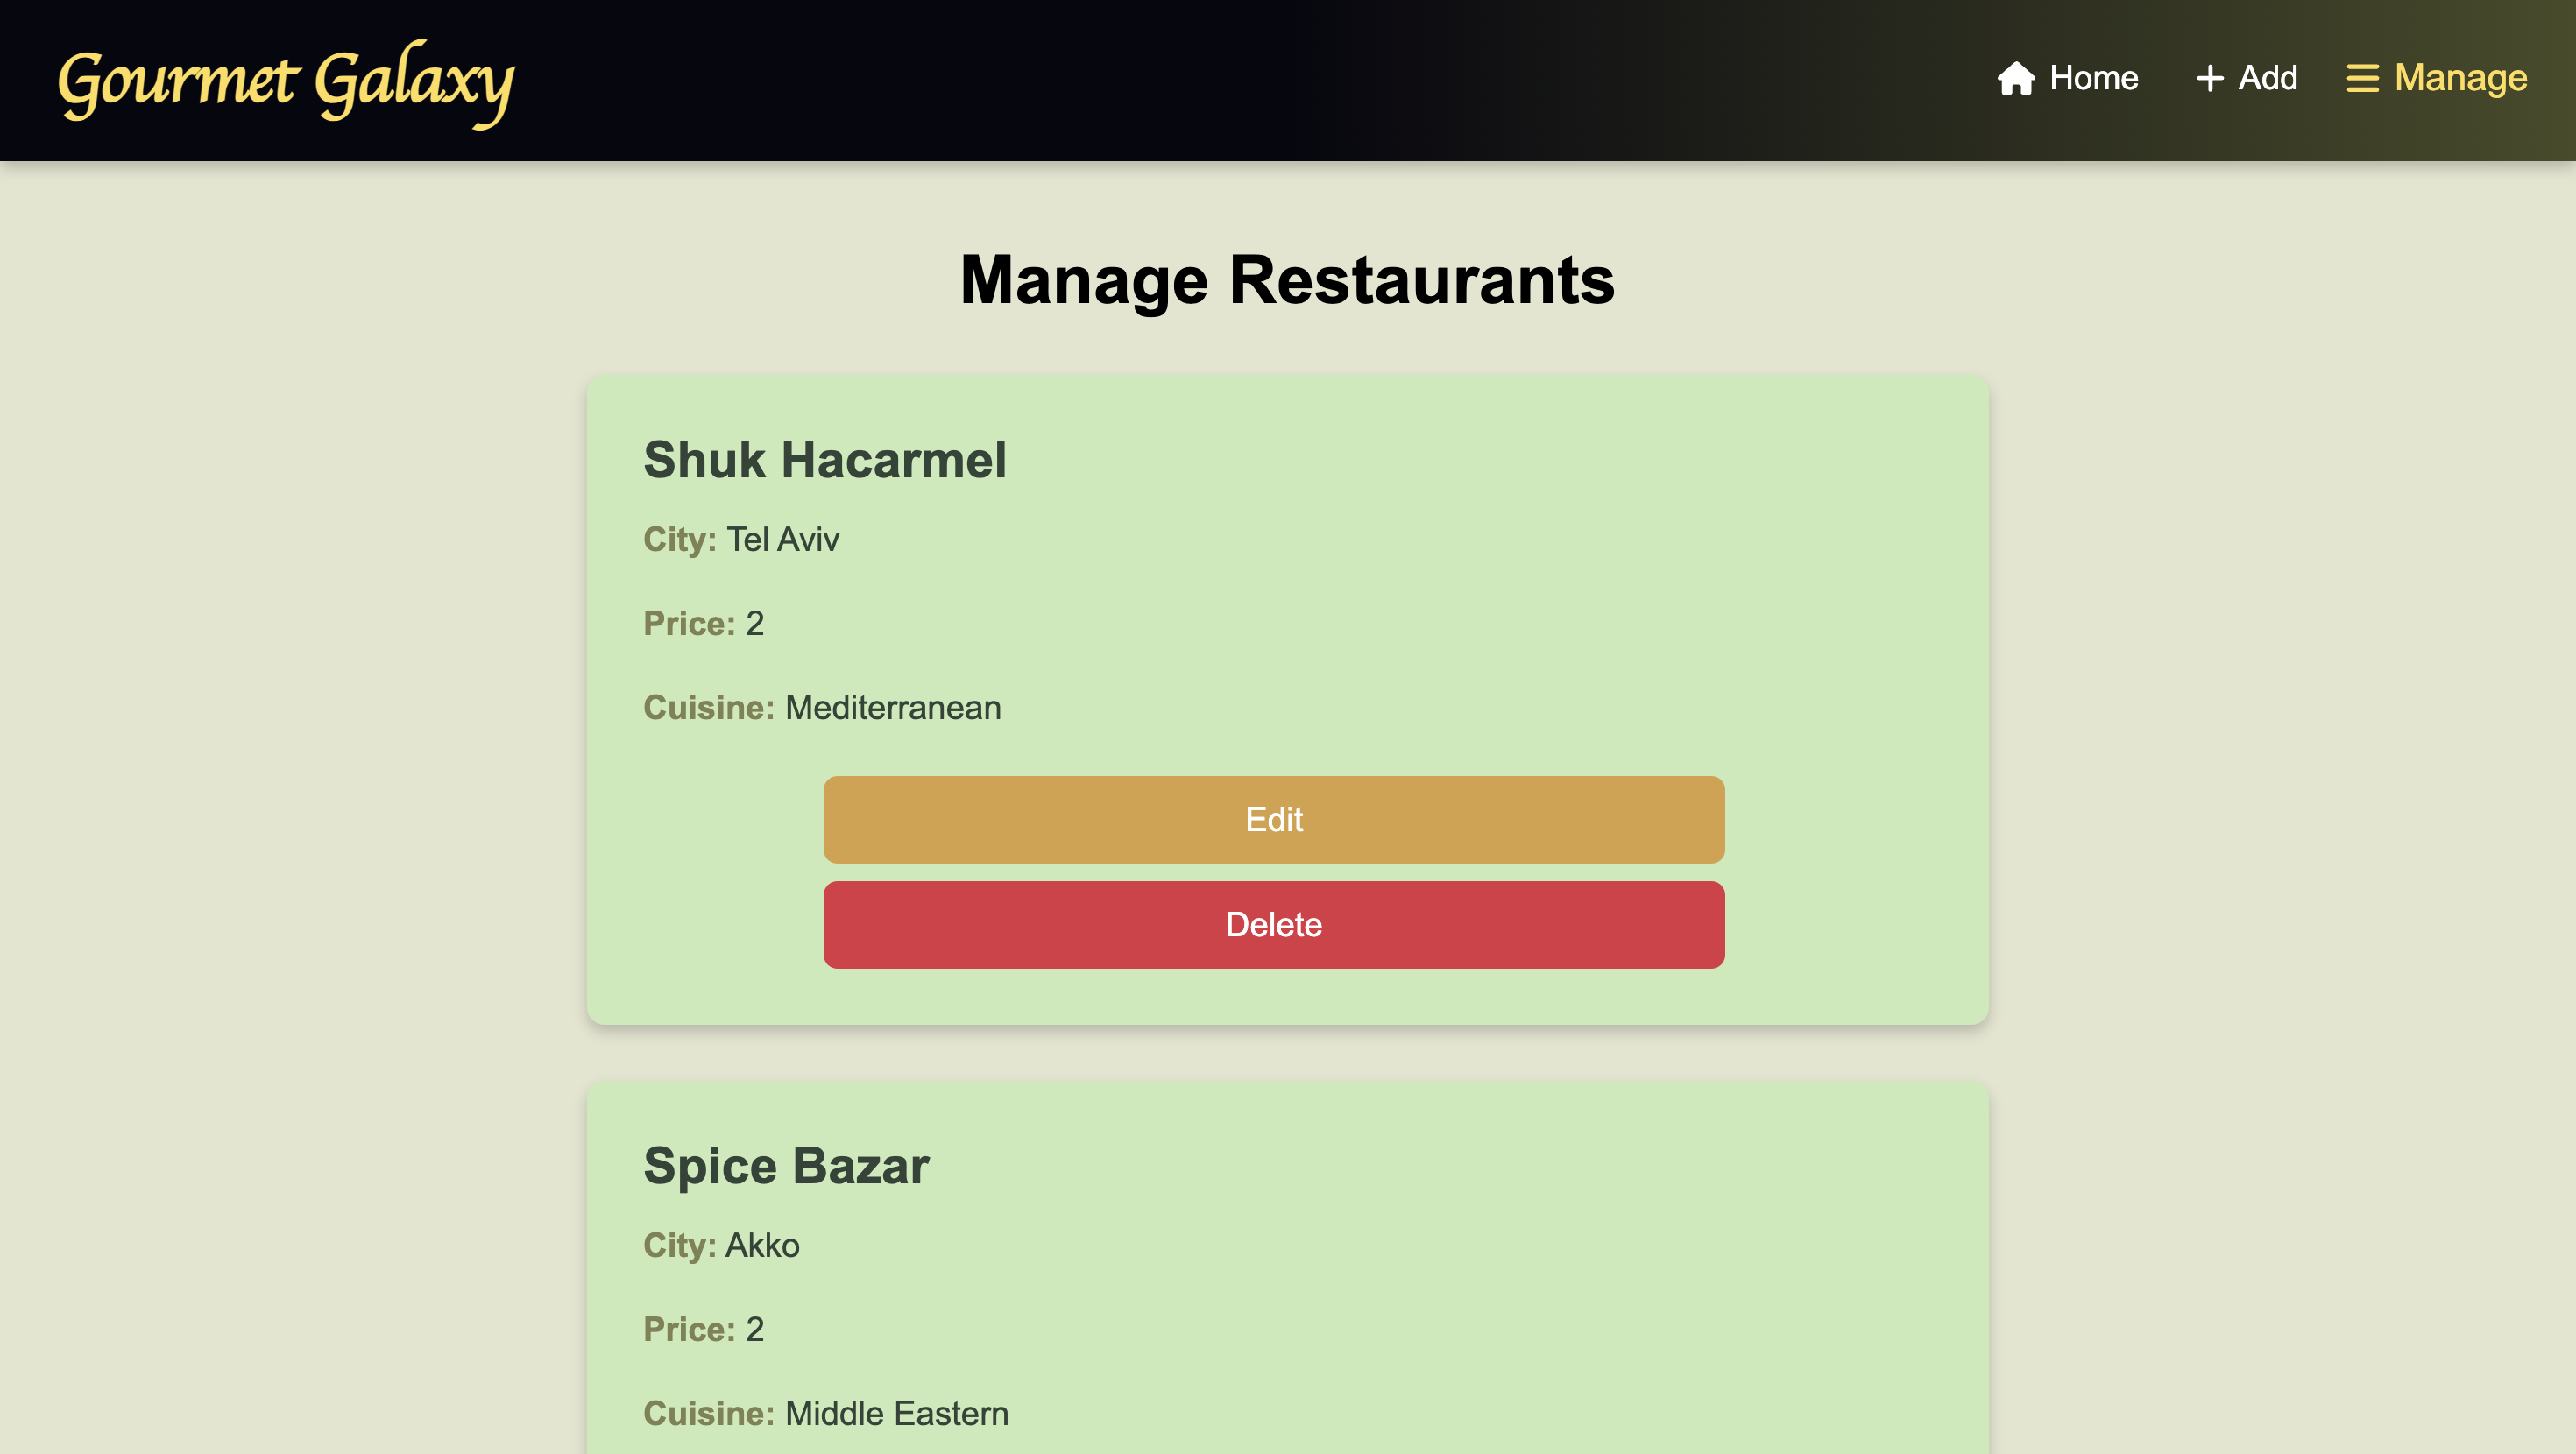 Gourmet Galaxy
Home Add Manage
Manage Restaurants
Shuk Hacarmel
City: Tel Aviv
Price: 2
Cuisine: Mediterranean
Edit
Delete
Spice Bazar
City: Akko
Price: 2
Cuisine: Middle Eastern